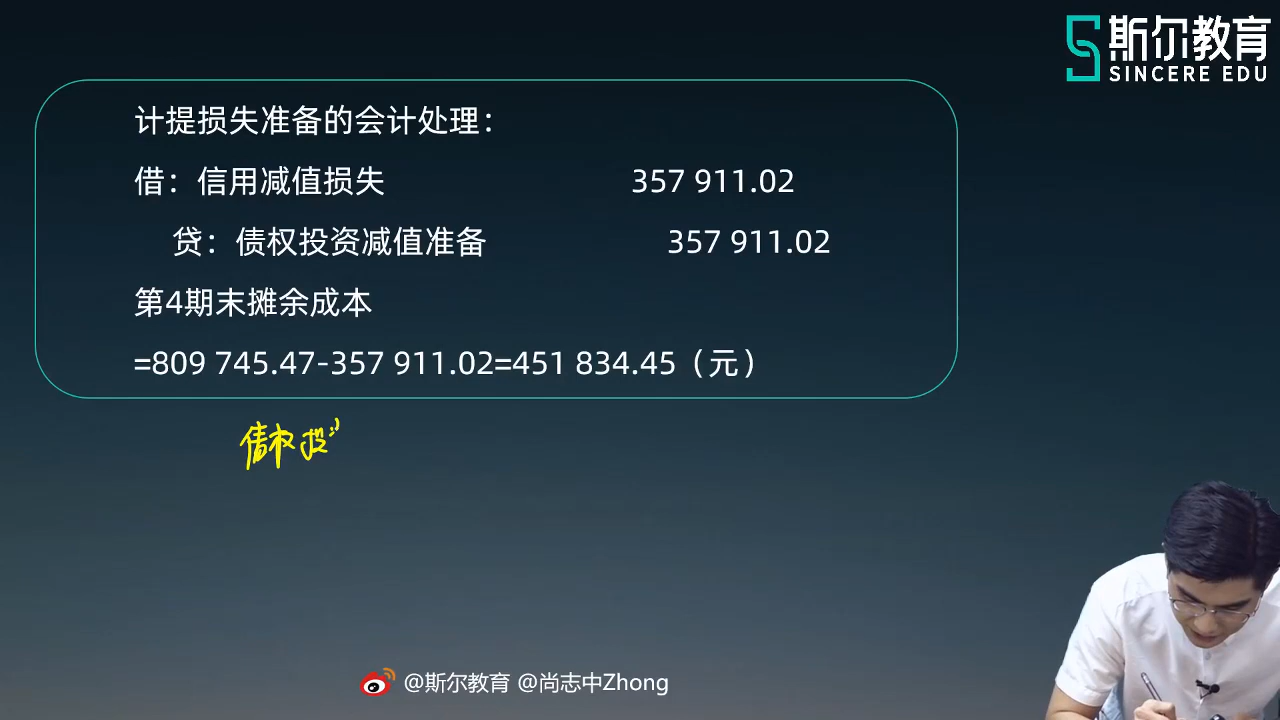 斯尔教育
SINCERE EDU
计提损失准备的会计处理：
借：信用减值损失 357 911.02
贷：债权投资减值准备 357 911.02
第4期末摊余成本
=809 745.47-357 911.02=451 834.45（元）
债权投
@斯尔教育 @尚志中Zhong